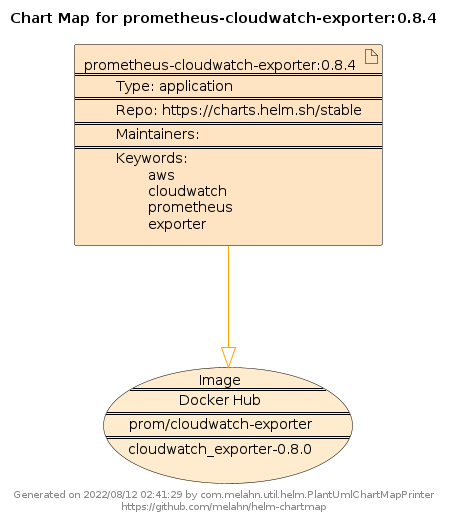 Chart Map for prometheus-cloudwatch-exporter:0.8.4
prometheus-cloudwatch-exporter:0.8.4
Type: application
Repo: https://charts.helm.sh/stable
Maintainers:
Keywords:
aws
cloudwatch
prometheus
exporter
Image
Docker Hub
prom/cloudwatch-exporter
cloudwatch_exporter-0.8.0
Generated on 2022/08/12 02:41:29 by com.melahn.util.helm.PlantUmlChartMapPrinter
https://github.com/melahn/helm-chartmap